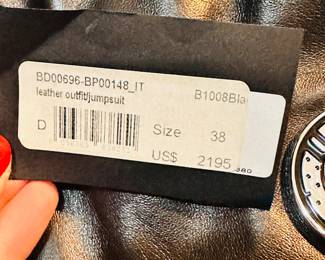 BD00696-BP00148_IT B1008Bla
leather outfit/jumpsuit
D Size 38
US$ 2195